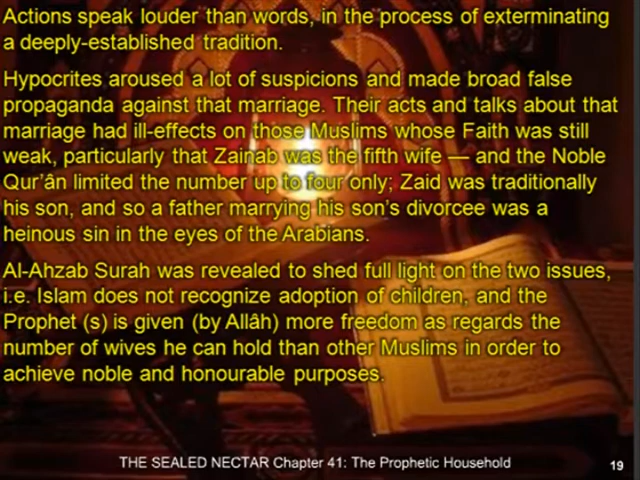 Actions speak louder than words, in the process of exterminating
a deeply-established tradition.
Hypocrites aroused a lot of suspicions and made broad false
propaganda against that marriage. Their acts and talks about that
marriage had ill-effects on those Muslims whose Faith was still
weak, particularly that Zainab was the fifth wife — and the Noble
Qur’ân limited the number up to four only; Zaid was traditionally
his son, and so a father marrying his son’s divorcee was a
heinous sin in the eyes of the Arabians.
Al-Ahzab Surah was revealed to shed full light on the two issues,
i.e. Islam does not recognize adoption of children, and the
Prophet (s) is given (by Allâh) more freedom as regards the
number of wives he can hold than other Muslims in order to
achieve noble and honourable purposes.
THE SEALED NECTAR Chapter 41: The Prophetic Household
19